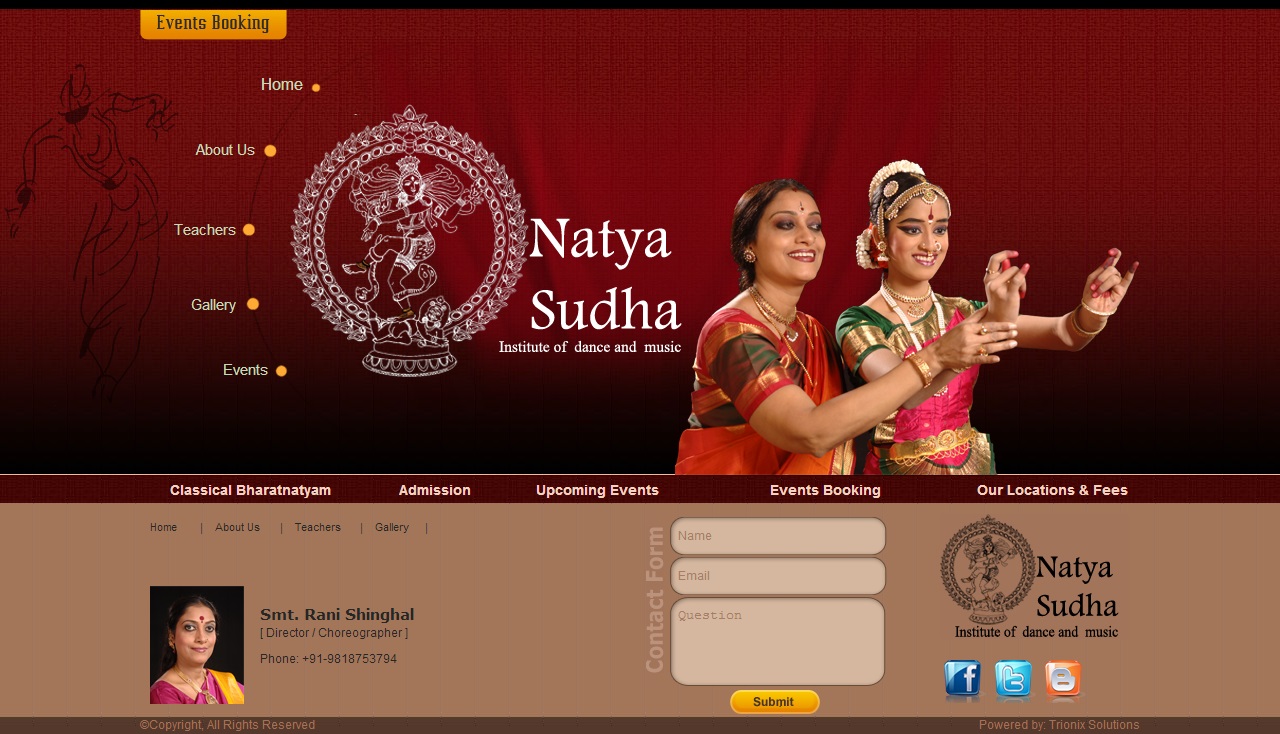 Events Booking
Home
About Us
Teachers
Gallery
Events
Natya
Sudha
Institute of dance and music
Classical Bharatnatyam
Admission
Upcoming Events
Events Booking
Our Locations & Fees
Home | About Us | Teachers | Gallery |
Smt. Rani Shinghal
[ Director / Choreographer ]
Phone: +91-9818753794
Contact Form
Name
Email
Question
Submit
Natya
Sudha
Institute of dance and music
©Copyright, All Rights Reserved
Powered by: Trionix Solutions